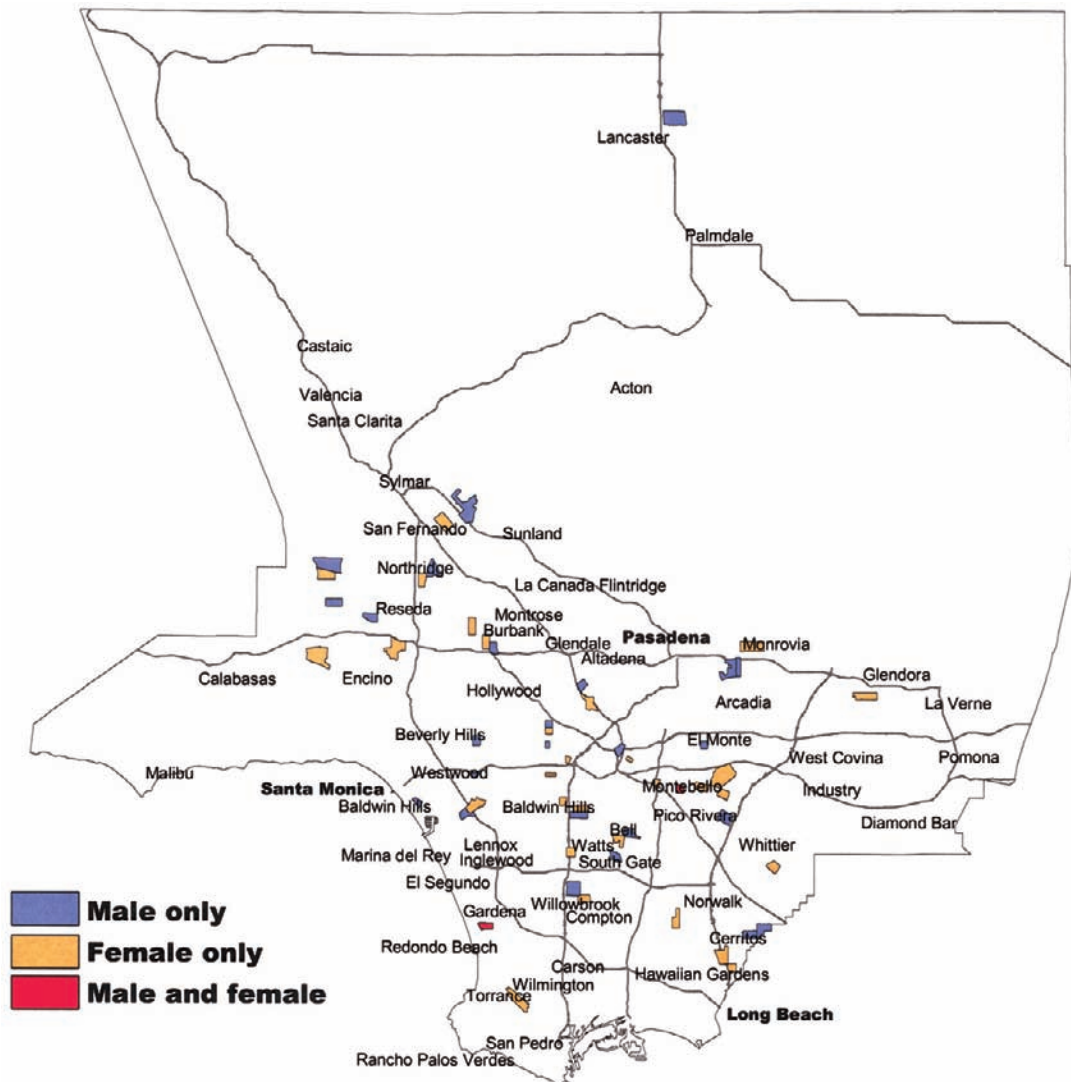 Lancaster
Palmdale
Castaic
Acton
Valencia
Santa Clarita
Sylmar
San Fernando
Sunland
Northridge
La Canada Flintridge
Reseda
Montrose
Burbank
Pasadena
Glendale
Monrovia
Altadena
Calabasas
Encino
Hollywood
Glendora
Arcadia
La Verne
Beverly Hills
El Monte
West Covina
Pomona
Malibu
Westwood
Santa Monica
Montebello
Industry
Baldwin Hills
Baldwin Hills
Pico Rivera
Diamond Bar
Bell
Lennox
Watts
Whittier
Marina del Rey
Inglewood
South Gate
El Segundo
Willowbrook
Norwalk
Gardena
Compton
Redondo Beach
Cerritos
Carson
Hawaiian Gardens
Wilmington
Torrance
Long Beach
San Pedro
Rancho Palos Verdes
Male only
Female only
Male and female